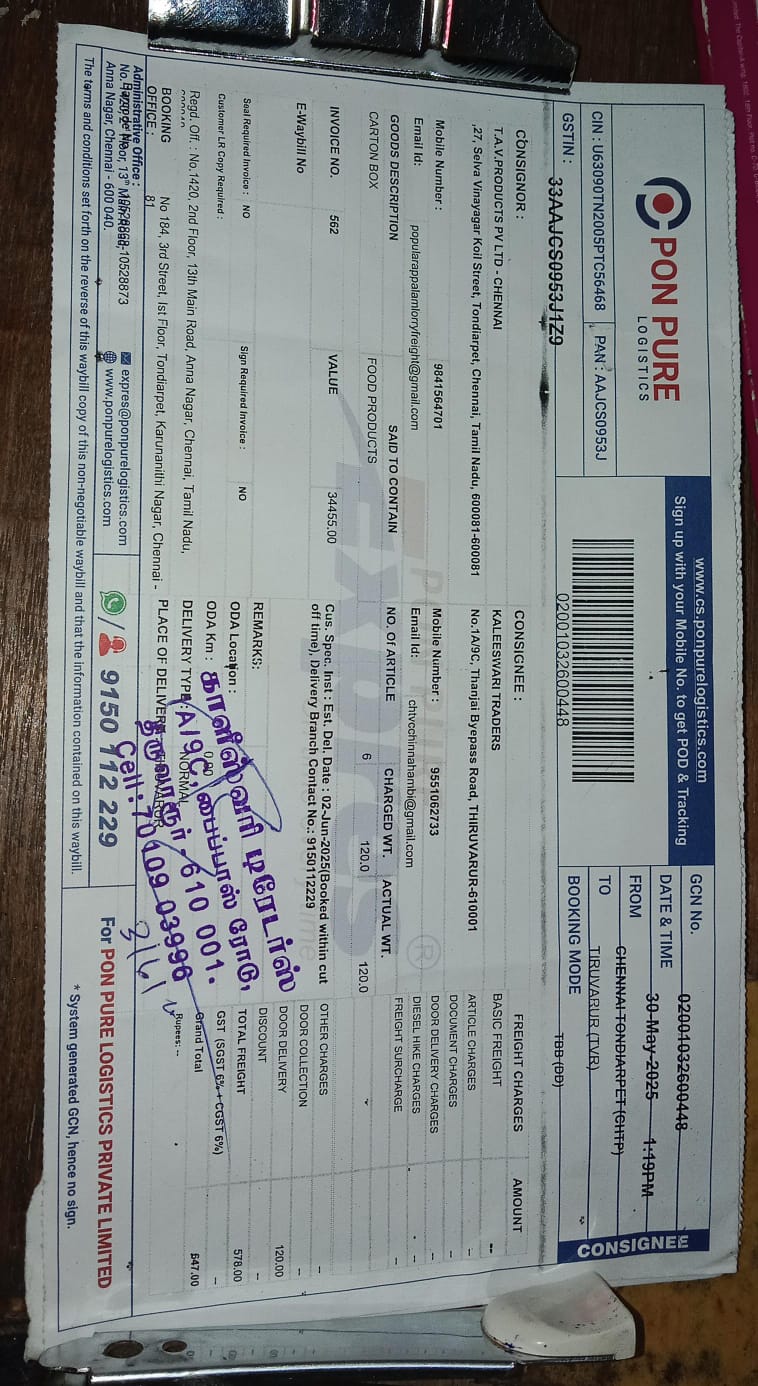 PON PURE
LOGISTICS
www.cs.ponpurelogistics.com
Sign up with your Mobile No. to get POD & Tracking
CIN : U63090TN2005PTC56468 PAN : AAJCS0953J
GSTIN : 33AAJCS0953J1Z9
02001032600448
GCN No. 02001032600448
DATE & TIME 30-May-2025 1:19PM
FROM CHENNAI TONDIARPET (CHTP)
TO TIRUVARUR (TVR)
BOOKING MODE TBB (DD)
CONSIGNEE
CONSIGNOR :
T.A.V.PRODUCTS PV LTD - CHENNAI
,27, Selva Vinayagar Koil Street, Tondiarpet, Chennai, Tamil Nadu, 600081-600081
Mobile Number : 9841564701
Email Id: popularappalamlorryfreight@gmail.com
CONSIGNEE :
KALEESWARI TRADERS
No.1A/9C, Thanjai Byepass Road, THIRUVARUR-610001
Mobile Number : 9551062733
Email Id: chtvcchinnahambi@gmail.com
GOODS DESCRIPTION SAID TO CONTAIN NO. OF ARTICLE CHARGED WT. ACTUAL WT.
CARTON BOX FOOD PRODUCTS 6 120.0 120.0
INVOICE NO. 562 VALUE 34455.00
E-Waybill No
Cus. Spec. Inst : Est. Del. Date : 02-Jun-2025(Booked within cut
off time), Delivery Branch Contact No.: 9150112229
Seal Required Invoice : NO Sign Required Invoice : NO
Customer LR Copy Required :
REMARKS:
ODA Location :
ODA Km : 0.00
DELIVERY TYPE : NORMAL
Regd. Off. : No.1420, 2nd Floor, 13th Main Road, Anna Nagar, Chennai, Tamil Nadu,
BOOKING OFFICE : No 184, 3rd Street, Ist Floor, Tondiarpet, Karunanithi Nagar, Chennai -
81
PLACE OF DELIVERY
காளீஸ்வரி டிரேடர்ஸ்
A/9C பைப்பாஸ் ரோடு,
திருவாரூர் - 610 001.
Cell : 70109 03996
3/6/
FREIGHT CHARGES AMOUNT
BASIC FREIGHT --
ARTICLE CHARGES --
DOCUMENT CHARGES --
DOOR DELIVERY CHARGES --
DIESEL HIKE CHARGES --
FREIGHT SURCHARGE --
OTHER CHARGES --
DOOR COLLECTION --
DOOR DELIVERY 120.00
DISCOUNT --
TOTAL FREIGHT 578.00
GST (SGST 6% + CGST 6%) --
Grand Total 647.00
Rupees: --
Administrative Office :
Anna Nagar, Chennai - 600 040.
expres@ponpurelogistics.com
www.ponpurelogistics.com
9150 112 229
For PON PURE LOGISTICS PRIVATE LIMITED
The terms and conditions set forth on the reverse of this waybill copy of this non-negotiable waybill and that the information contained on this waybill.
* System generated GCN, hence no sign.